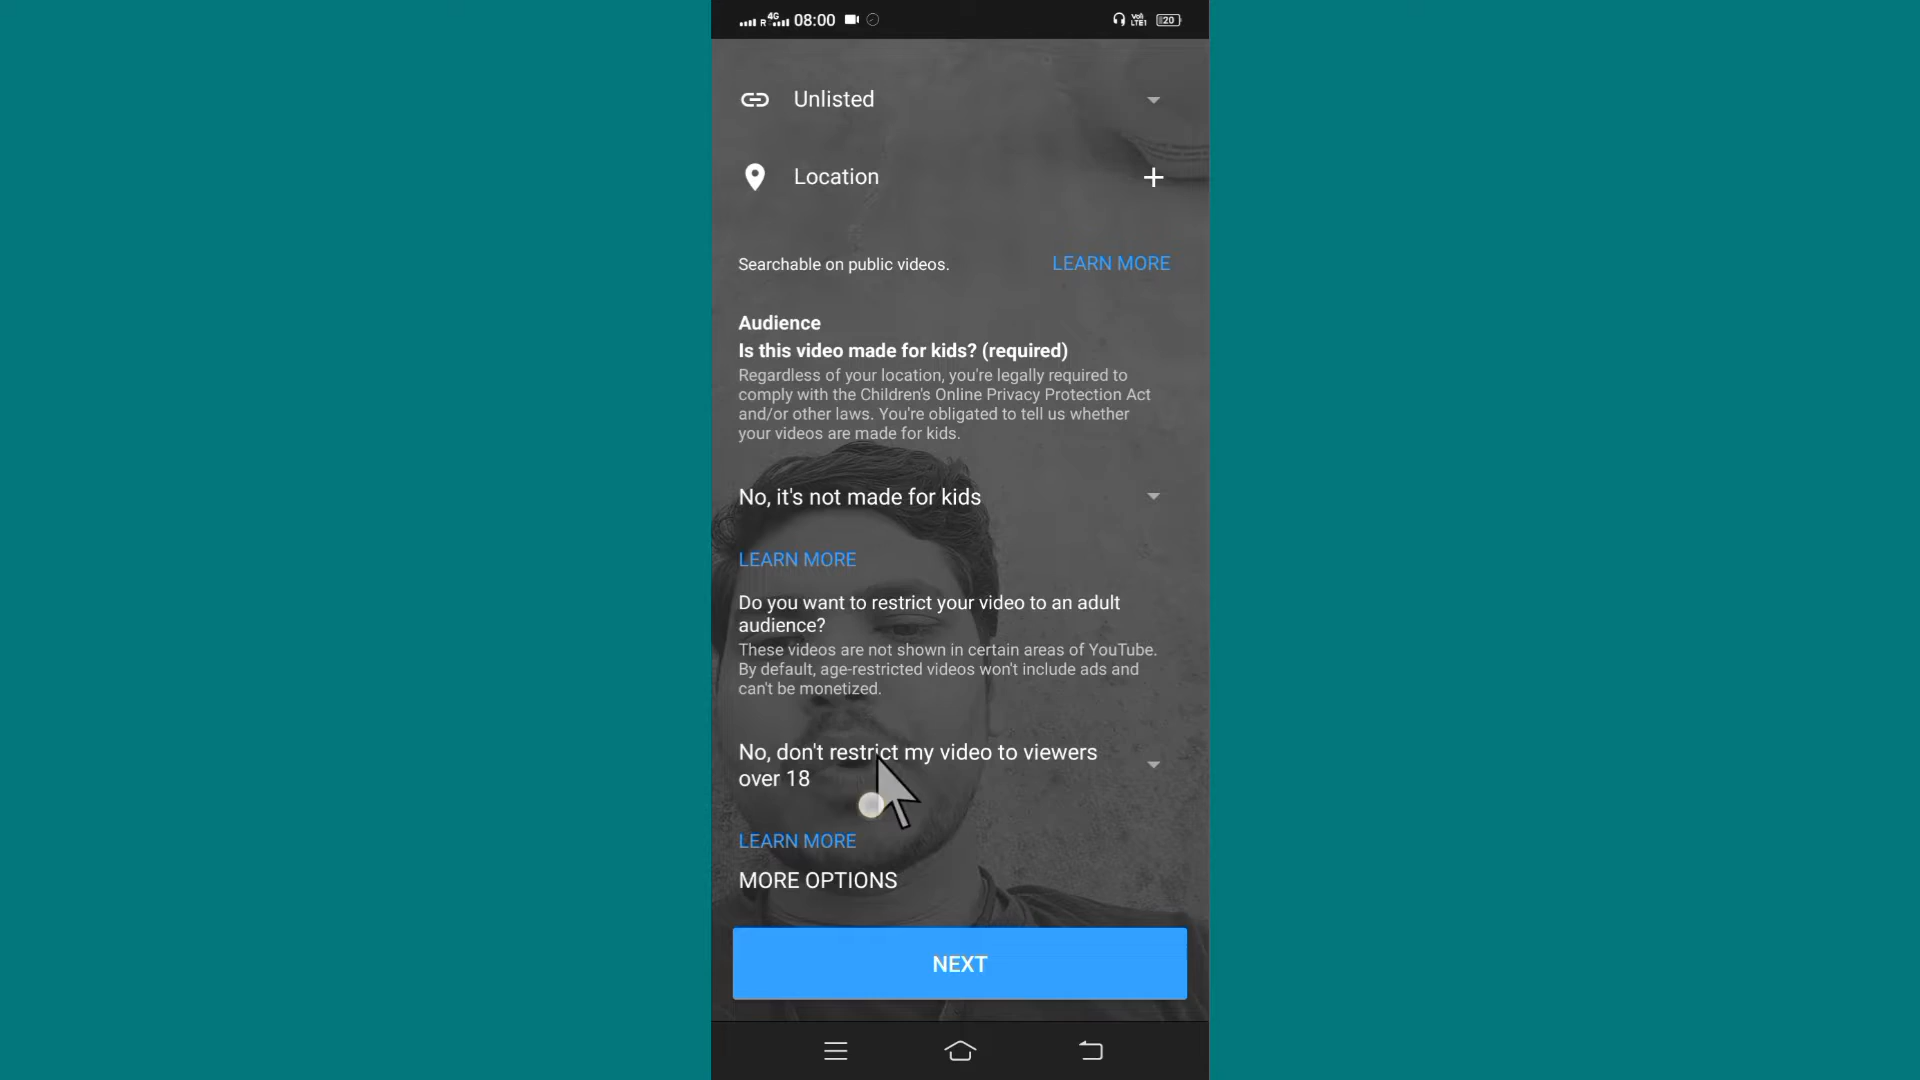 R 4G 08:00 Vo) LTE1 20
Unlisted
Location
Searchable on public videos. LEARN MORE
Audience
Is this video made for kids? (required)
Regardless of your location, you're legally required to
comply with the Children's Online Privacy Protection Act
and/or other laws. You're obligated to tell us whether
your videos are made for kids.
No, it's not made for kids
LEARN MORE
Do you want to restrict your video to an adult
audience?
These videos are not shown in certain areas of YouTube.
By default, age-restricted videos won't include ads and
can't be monetized.
No, don't restrict my video to viewers
over 18
LEARN MORE
MORE OPTIONS
NEXT